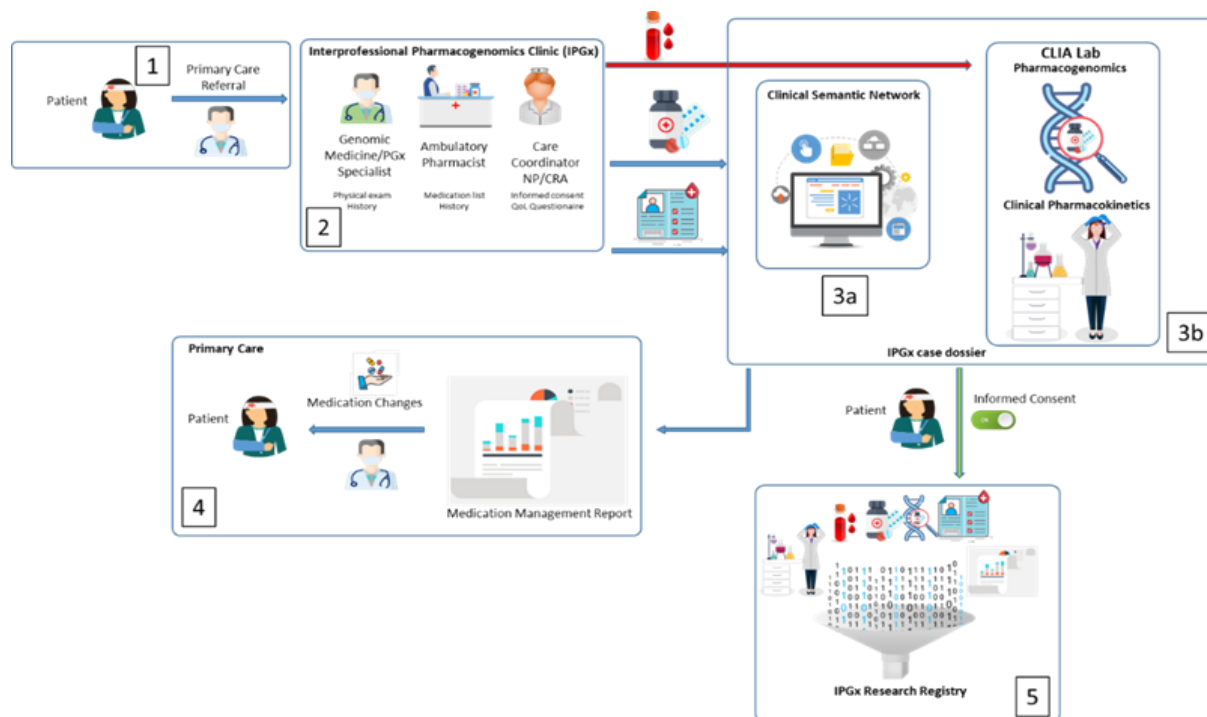 1
Primary Care
Referral
Patient
Interprofessional Pharmacogenomics Clinic (IPGx)
Genomic
Medicine/PGx
Specialist
Physical exam
History
Ambulatory
Pharmacist
Medication list
History
Care
Coordinator
NP/CRA
Informed consent
QoL Questionaire
2
Clinical Semantic Network
3a
CLIA Lab
Pharmacogenomics
Clinical Pharmacokinetics
3b
IPGx case dossier
Primary Care
Medication Changes
Patient
Medication Management Report
4
Patient
Informed Consent
ON
IPGx Research Registry
5